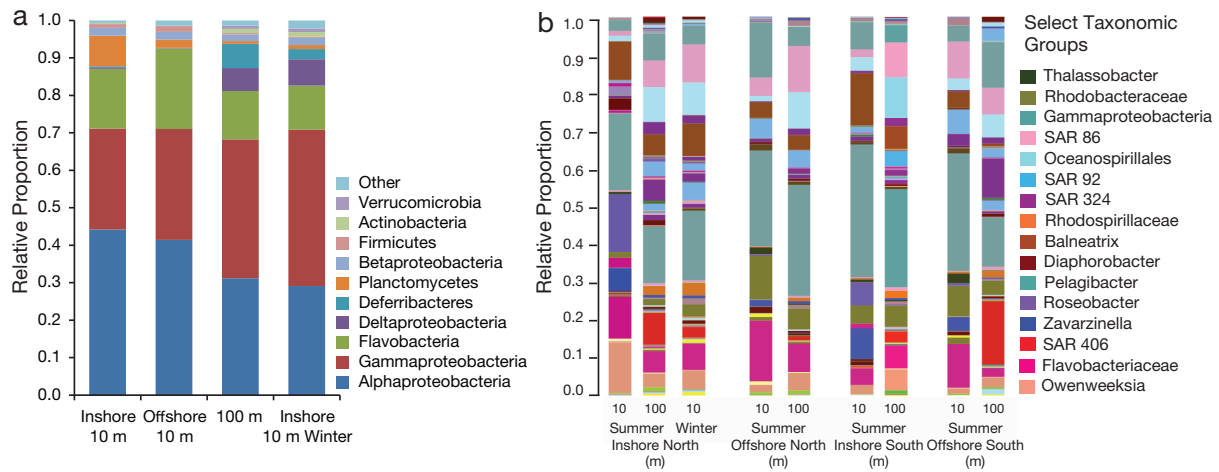 a
Relative Proportion
1.0
0.9
0.8
0.7
0.6
0.5
0.4
0.3
0.2
0.1
0.0
Inshore
10 m
Offshore
10 m
100 m
Inshore
10 m Winter
Other
Verrucomicrobia
Actinobacteria
Firmicutes
Betaproteobacteria
Planctomycetes
Deferribacteres
Deltaproteobacteria
Flavobacteria
Gammaproteobacteria
Alphaproteobacteria
b
Relative Proportion
1.0
0.9
0.8
0.7
0.6
0.5
0.4
0.3
0.2
0.1
0.0
10 100 10
Summer Winter
Inshore North
(m)
10 100
Summer
Offshore North
(m)
10 100
Summer
Inshore South
(m)
10 100
Summer
Offshore South
(m)
Select Taxonomic
Groups
Thalassobacter
Rhodobacteraceae
Gammaproteobacteria
SAR 86
Oceanospirillales
SAR 92
SAR 324
Rhodospirillaceae
Balneatrix
Diaphorobacter
Pelagibacter
Roseobacter
Zavarzinella
SAR 406
Flavobacteriaceae
Owenweeksia